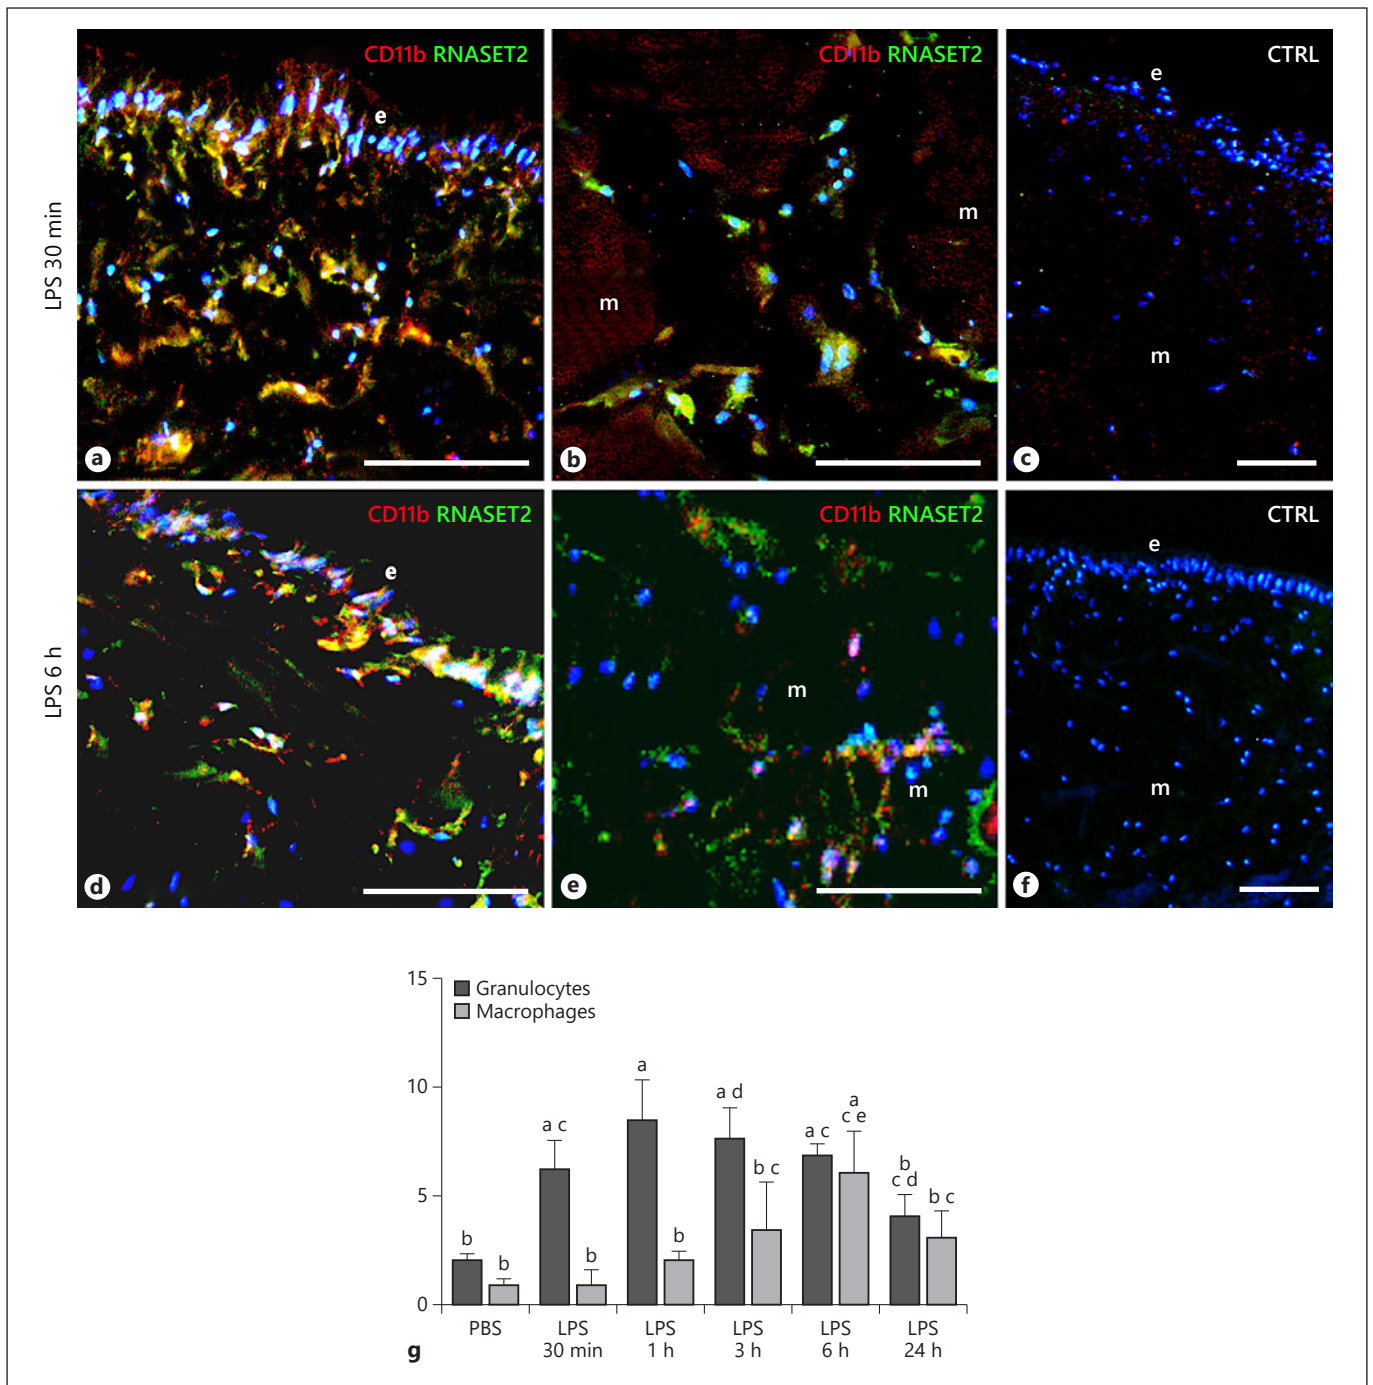 CD11b RNASET2
CD11b RNASET2
CTRL
e
e
m
m
m
LPS 30 min
a
b
c
CD11b RNASET2
CD11b RNASET2
CTRL
e
e
m
m
m
LPS 6 h
d
e
f
15
10
5
0
Granulocytes
Macrophages
b
b
a c
b
a
b
a d
b c
a c
a
c e
b
c d
b c
PBS
LPS
30 min
LPS
1 h
LPS
3 h
LPS
6 h
LPS
24 h
g